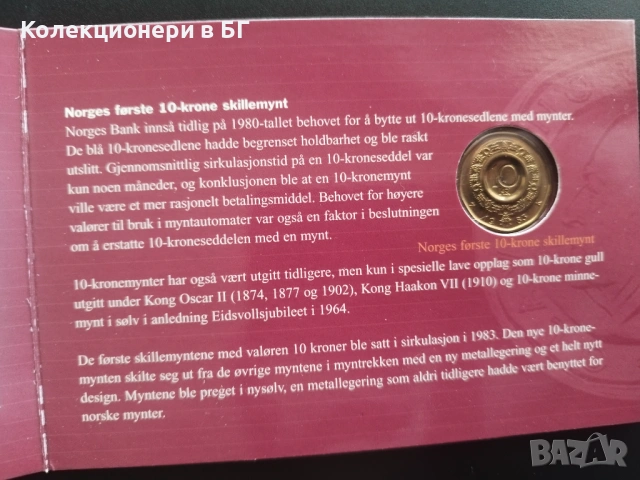 Колекционери в БГ
Norges første 10-krone skillemynt
Norges Bank innså tidlig på 1980-tallet behovet for å bytte ut 10-kronesedlene med mynter.
De blå 10-kronesedlene hadde begrenset holdbarhet og ble raskt
utslitt. Gjennomsnittlig sirkulasjonstid på en 10-kroneseddel var
kun noen måneder, og konklusjonen ble at en 10-kronemynt
ville være et mer rasjonelt betalingsmiddel. Behovet for høyere
valører til bruk i myntautomater var også en faktor i beslutningen
om å erstatte 10-kroneseddelen med en mynt.
10
Norges første 10-krone skillemynt
10-kronemynter har også vært utgitt tidligere, men kun i spesielle lave opplag som 10-krone gull
utgitt under Kong Oscar II (1874, 1877 og 1902), Kong Haakon VII (1910) og 10-krone minne-
mynt i sølv i anledning Eidsvollsjubileet i 1964.
De første skillemyntene med valøren 10 kroner ble satt i sirkulasjon i 1983. Den nye 10-krone-
mynten skilte seg ut fra de øvrige myntene i myntrekken med en ny metallegering og et helt nytt
design. Myntene ble preget i nysølv, en metallegering som aldri tidligere hadde vært benyttet for
norske mynter.
BAZAR